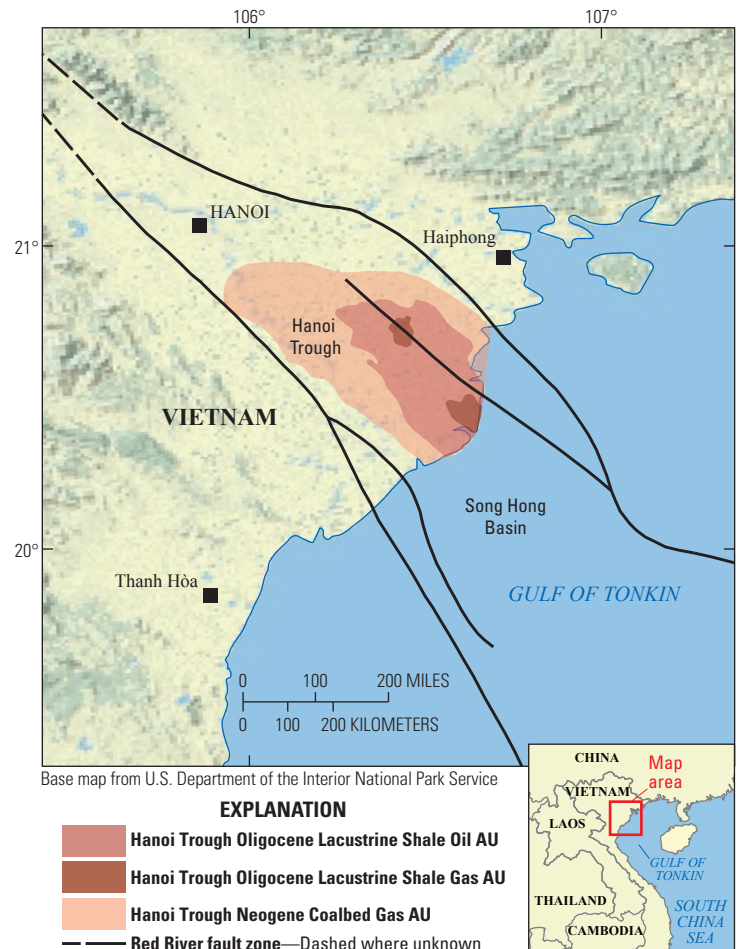 106°
107°
HANOI
21°
Haiphong
Hanoi
Trough
VIETNAM
Song Hong
Basin
20°
Thanh Hòa
GULF OF TONKIN
0 100 200 MILES
0 100 200 KILOMETERS
Base map from U.S. Department of the Interior National Park Service
EXPLANATION
Hanoi Trough Oligocene Lacustrine Shale Oil AU
Hanoi Trough Oligocene Lacustrine Shale Gas AU
Hanoi Trough Neogene Coalbed Gas AU
Red River fault zone—Dashed where unknown
CHINA
Map
area
VIETNAM
LAOS
GULF OF
TONKIN
THAILAND
SOUTH
CHINA
SEA
CAMBODIA